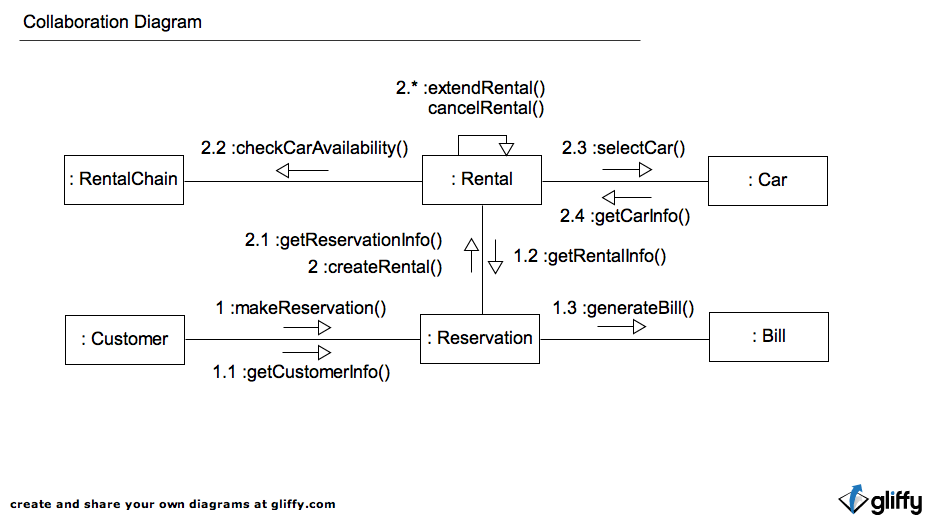 Collaboration Diagram
2.* :extendRental()
cancelRental()
2.2 :checkCarAvailability()
2.3 :selectCar()
: RentalChain
: Rental
: Car
2.4 :getCarInfo()
2.1 :getReservationInfo()
1.2 :getRentalInfo()
2 :createRental()
1 :makeReservation()
1.3 :generateBill()
: Customer
: Reservation
: Bill
1.1 :getCustomerInfo()
create and share your own diagrams at gliffy.com
gliffy